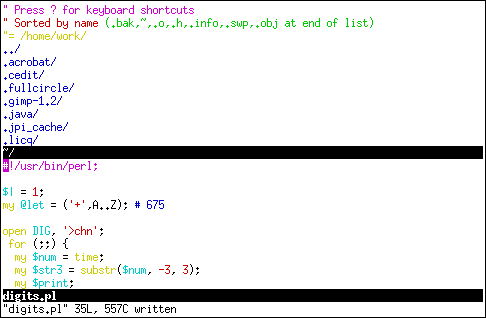 " Press ? for keyboard shortcuts
" Sorted by name (.bak,~,.o,.h,.info,.swp,.obj at end of list)
"= /home/work/
../
.acrobat/
.cedit/
.fullcircle/
.gimp-1.2/
.java/
.jpi_cache/
.licq/
~/
#!/usr/bin/perl;
$| = 1;
my @let = ('+',A..Z); # 675
open DIG, '>chn';
for (;;) {
my $num = time;
my $str3 = substr($num, -3, 3);
my $print;
digits.pl
"digits.pl" 35L, 557C written